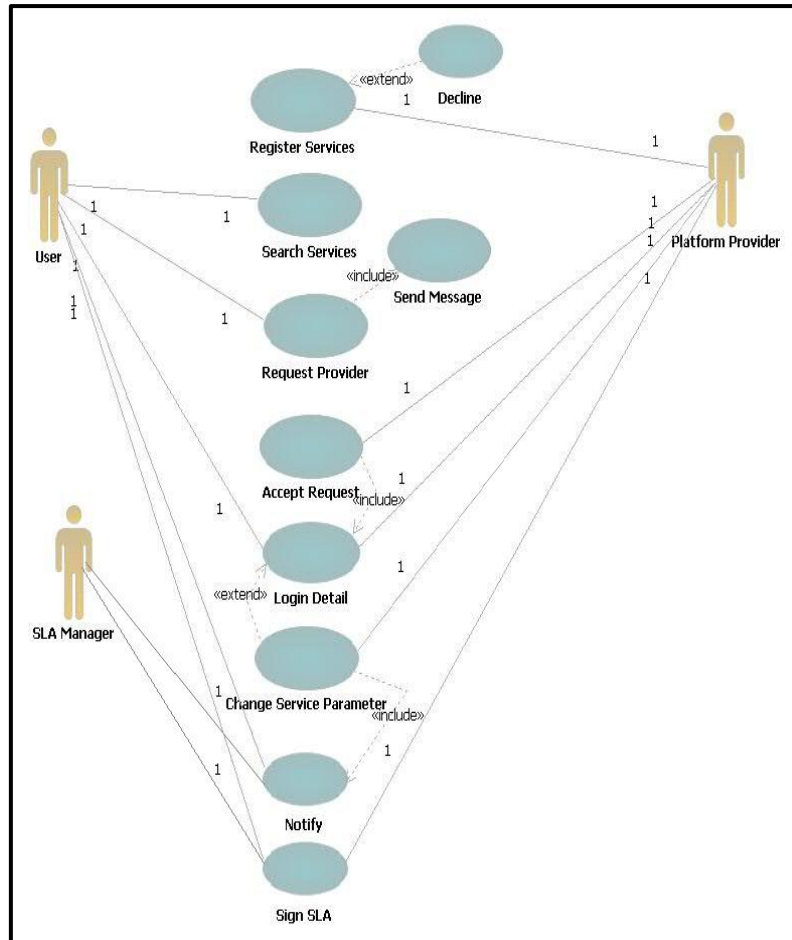 «extend»
Decline
1
Register Services
1
1
1
Search Services
1
1
1
1
User
Platform Provider
1
«include»
1
Send Message
1
1
1
Request Provider
1
Accept Request
1
«include»
1
1
«extend»
Login Detail
SLA Manager
1
Change Service Parameter
«include»
1
1
Notify
Sign SLA